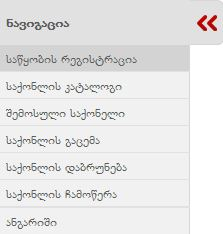 ნავიგაცია
საწყობის რეგისტრაცია
საქონლის კატალოგი
შემოსული საქონელი
საქონლის გაცემა
საქონლის დაბრუნება
საქონლის ჩამოწერა
ანგარიში